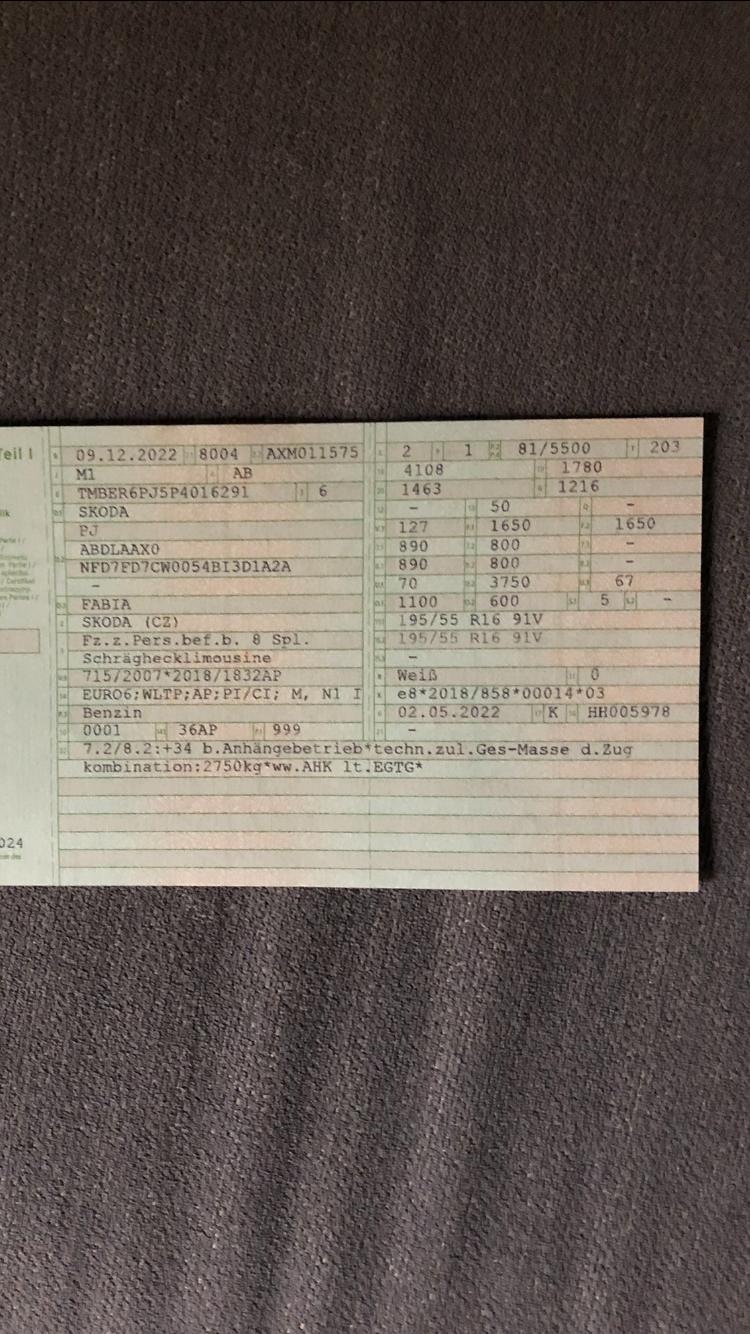 Teil I
09.12.2022 8004 AXM011575
M1 AB
TMBER6PJ5P4016291 6
SKODA
PJ
ABDLAAX0
NFD7FD7CW0054BI3D1A2A
–
FABIA
SKODA (CZ)
Fz.z.Pers.bef.b. 8 Spl.
Schräghecklimousine
715/2007*2018/1832AP
EURO6;WLTP;AP;PI/CI; M, N1 I
Benzin
0001 36AP 999
2 1 81/5500 203
4108 1780
1463 1216
– 50 –
127 1650 1650
890 800 –
890 800 –
70 3750 67
1100 600 5 –
195/55 R16 91V
195/55 R16 91V
–
Weiß 0
e8*2018/858*00014*03
02.05.2022 K HH005978
–
7.2/8.2:+34 b.Anhängebetrieb*techn.zul.Ges-Masse d.Zug
kombination:2750kg*ww.AHK lt.EGTG*
024